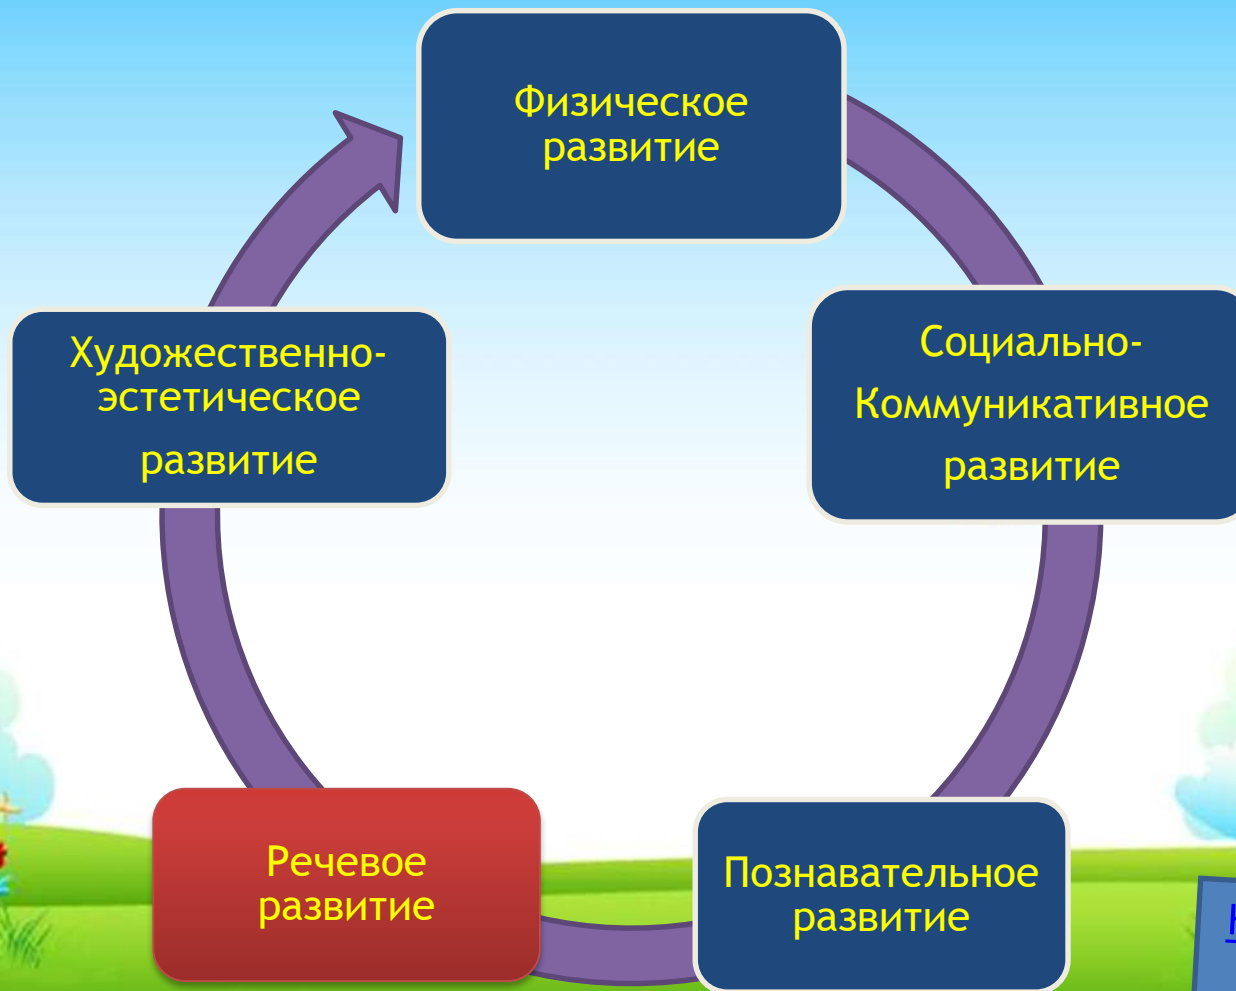 Физическое
развитие
Социально-
Коммуникативное
развитие
Познавательное
развитие
Речевое
развитие
Художественно-
эстетическое
развитие